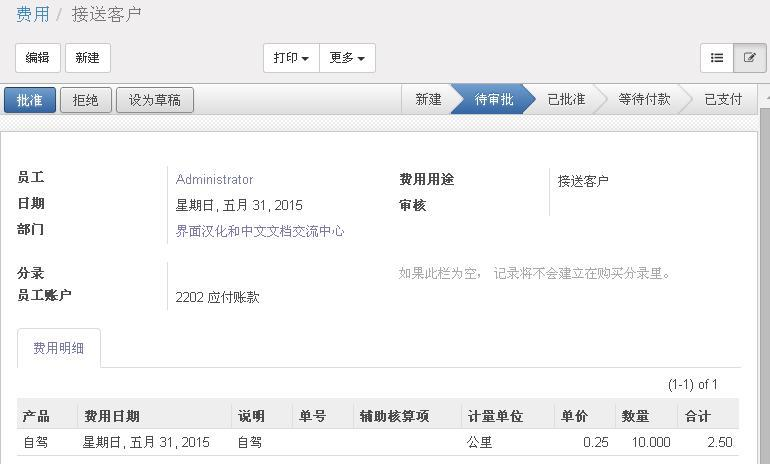 费用 / 接送客户
编辑 新建 打印 更多
批准 拒绝 设为草稿 新建 待审批 已批准 等待付款 已支付
员工 Administrator 费用用途 接送客户
日期 星期日, 五月 31, 2015 审核
部门 界面汉化和中文文档交流中心
分录 如果此栏为空， 记录将不会建立在购买分录里。
员工账户 2202 应付账款
费用明细
(1-1) of 1
产品 费用日期 说明 单号 辅助核算项 计量单位 单价 数量 合计
自驾 星期日, 五月 31, 2015 自驾 公里 0.25 10.000 2.50